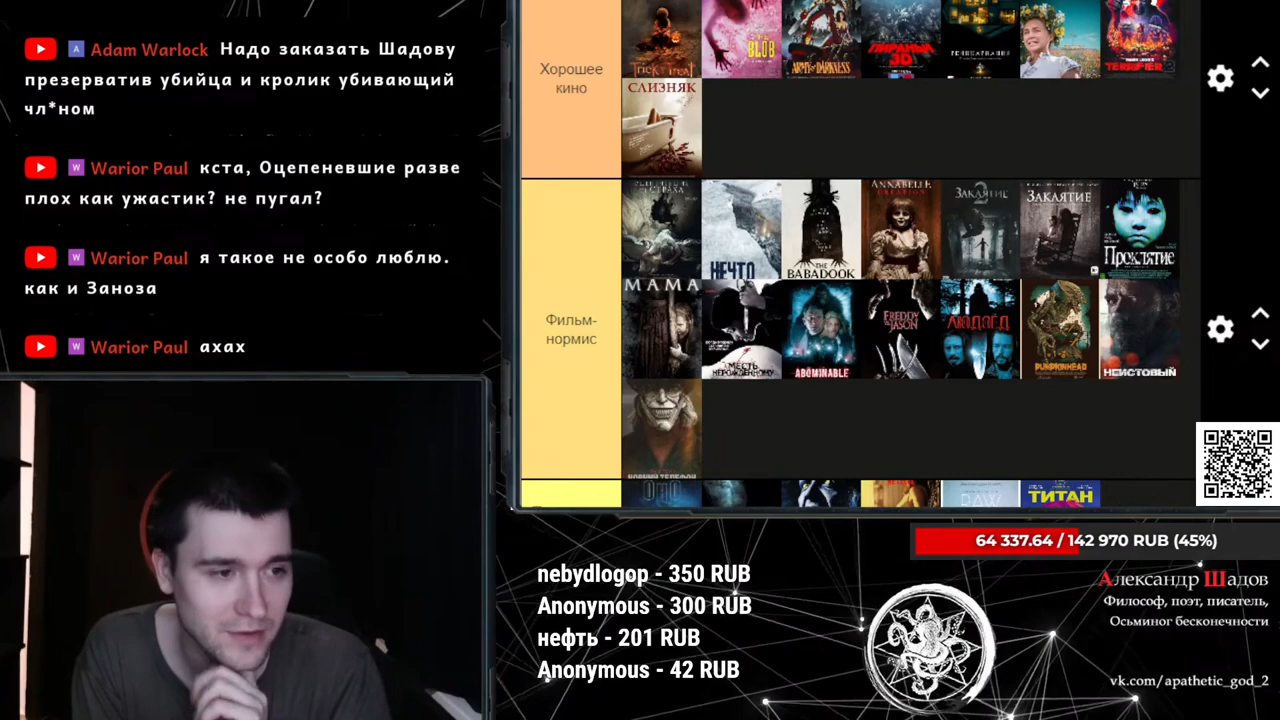 Adam Warlock Надо заказать Шадову
презерватив убийца и кролик убивающий
чл*ном
Warior Paul кста, Оцепеневшие разве
плох как ужастик? не пугал?
Warior Paul я такое не особо люблю.
как и Заноза
Warior Paul ахах
Хорошее
кино
THE BLOB
ARMY OF DARKNESS
ПИРАНЬИ 3D
TERRIFIER
СЛИЗНЯК
Фильм-
нормис
НЕЧТО
THE BABADOOK
ANNABELLE
ЗАКЛЯТИЕ 2
ЗАКЛЯТИЕ
Проклятие
МАМА
МЕСТЬ НЕРОЖДЕННОМУ
ABOMINABLE
FREDDY VS JASON
ЛЮДОЕД
PUMPKINHEAD
НЕИСТОВЫЙ
ОНО
ТИТАН
64 337.64 / 142 970 RUB (45%)
nebydlogop - 350 RUB
Anonymous - 300 RUB
нефть - 201 RUB
Anonymous - 42 RUB
Александр Шадов
Философ, поэт, писатель,
Осьминог бесконечности
vk.com/apathetic_god_2